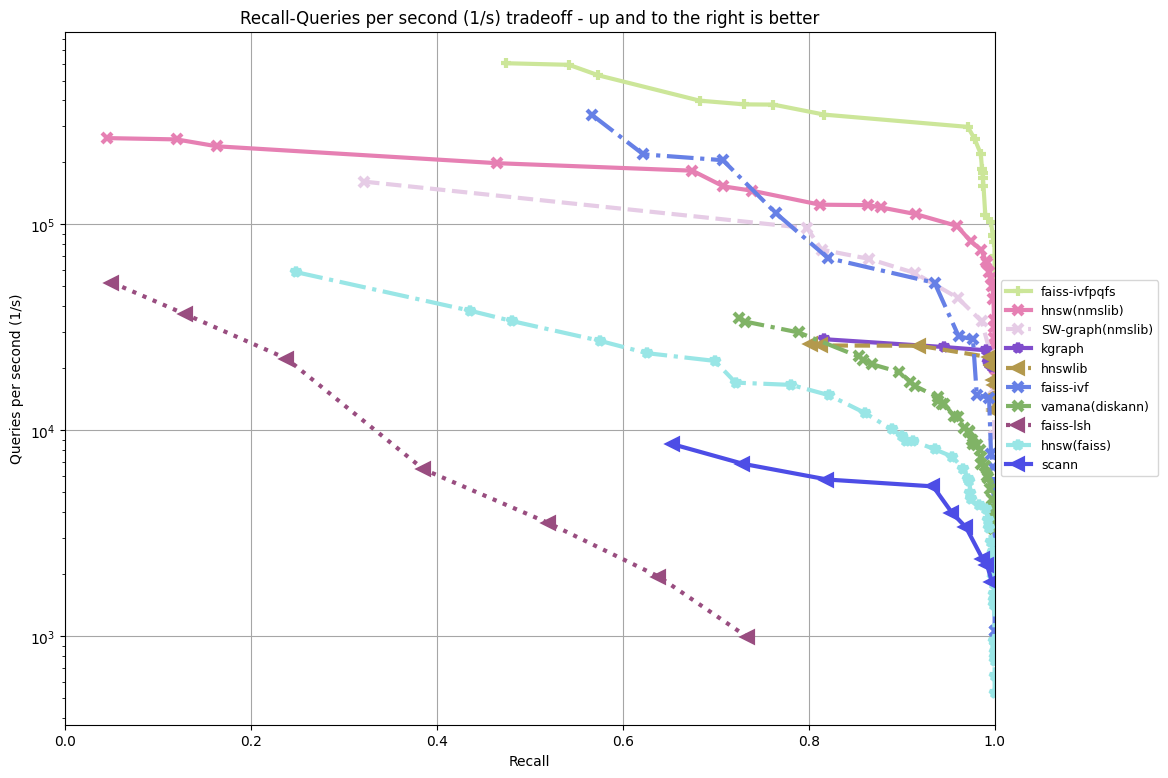 Recall-Queries per second (1/s) tradeoff - up and to the right is better
Queries per second (1/s)
10^5
10^4
10^3
0.0 0.2 0.4 0.6 0.8 1.0
Recall
faiss-ivfpqfs
hnsw(nmslib)
SW-graph(nmslib)
kgraph
hnswlib
faiss-ivf
vamana(diskann)
faiss-lsh
hnsw(faiss)
scann